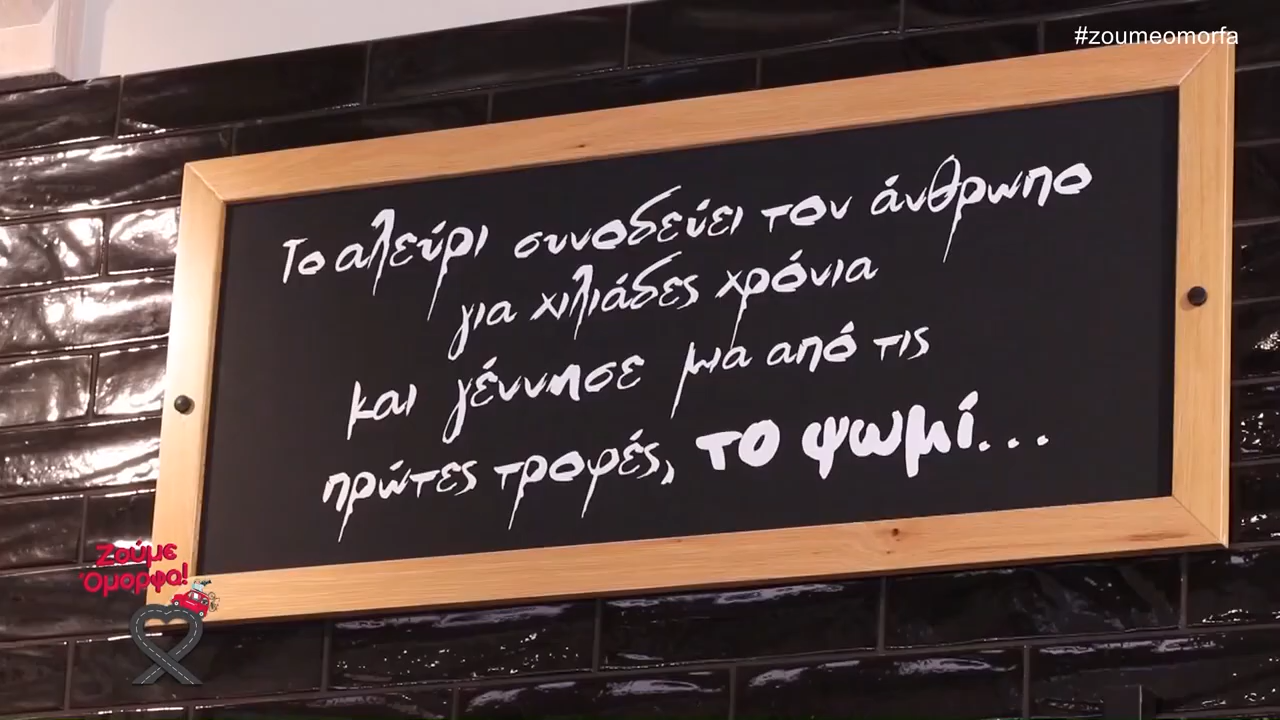 #zoumeomorfa
Το αλεύρι συνοδεύει τον άνθρωπο
για χιλιάδες χρόνια
και γέννησε μια από τις
πρώτες τροφές, το ψωμί...
Ζούμε
Όμορφα!